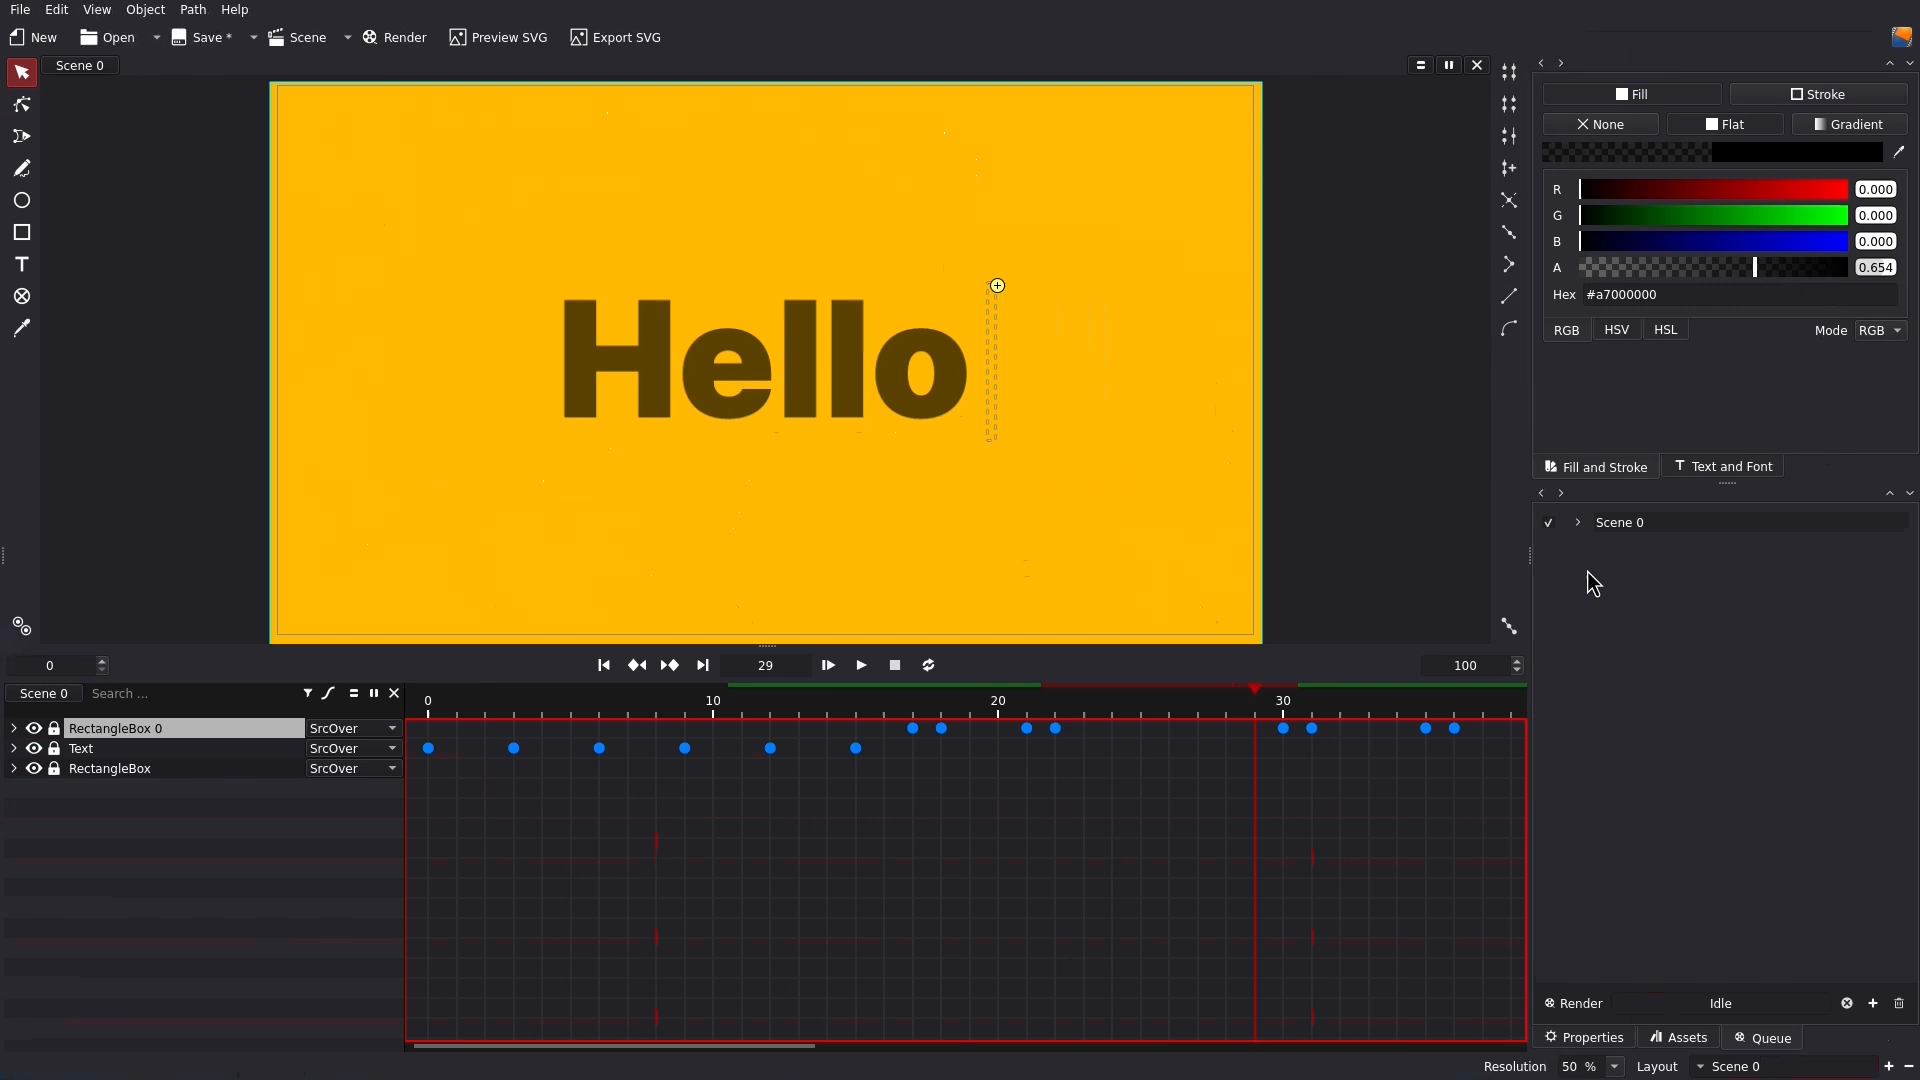 File Edit View Object Path Help
New Open Save * Scene Render Preview SVG Export SVG
Scene 0
Fill Stroke
None Flat Gradient
R 0.000
G 0.000
B 0.000
A 0.654
Hex #a7000000
RGB HSV HSL Mode RGB
Fill and Stroke Text and Font
Hello
Scene 0
0 29 100
Scene 0 Search ...
0 10 20 30
RectangleBox 0 SrcOver
Text SrcOver
RectangleBox SrcOver
Render Idle
Properties Assets Queue
Resolution 50 % Layout Scene 0